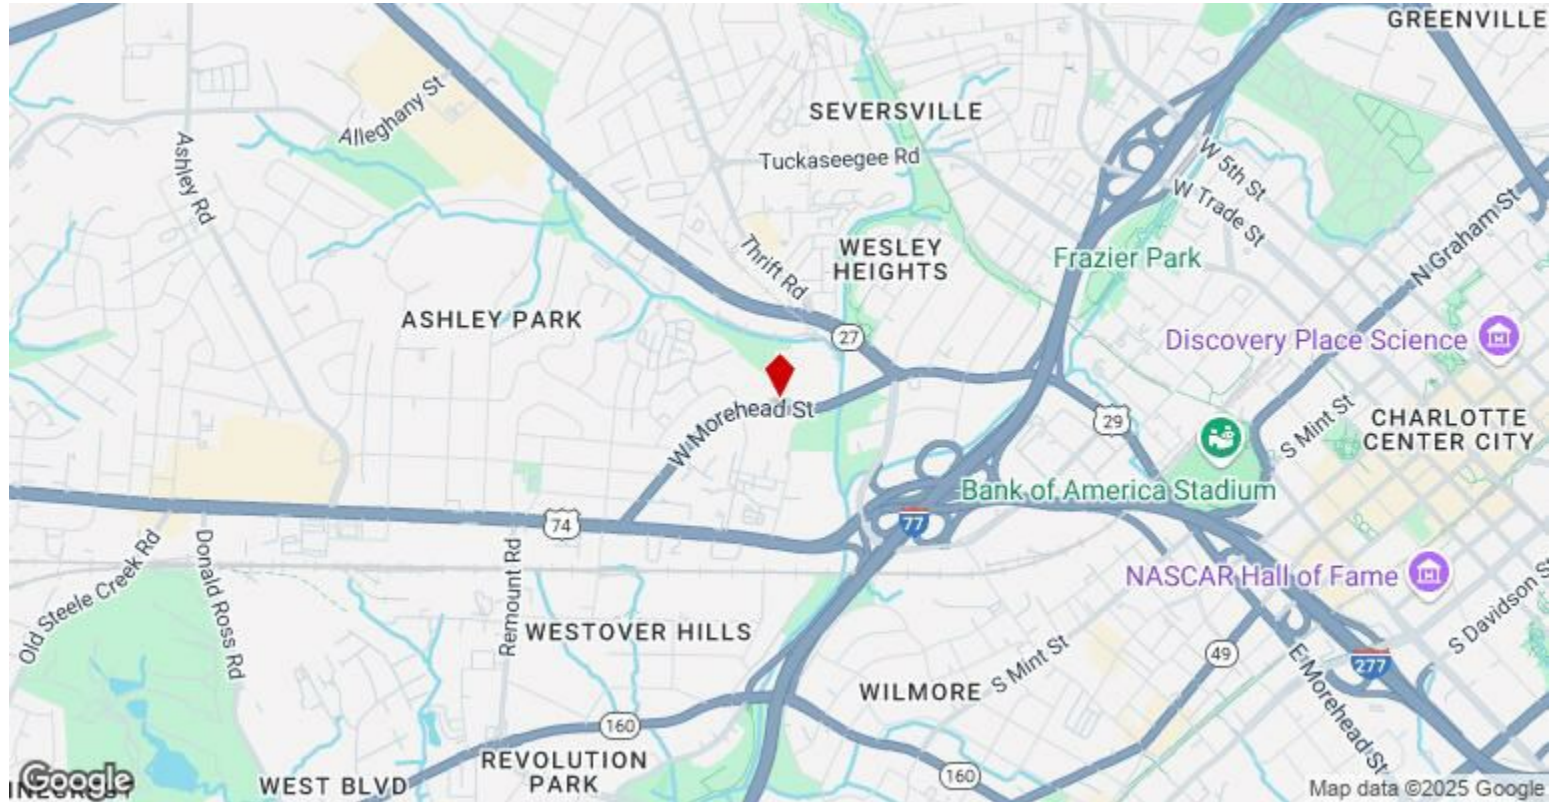 GREENVILLE
SEVERSVILLE
Alleghany St
Tuckaseegee Rd
Ashley Rd
W 5th St
W Trade St
N Graham St
Thrift Rd
WESLEY
HEIGHTS
Frazier Park
ASHLEY PARK
27
Discovery Place Science
W Morehead St
29
S Mint St
CHARLOTTE
CENTER CITY
Bank of America Stadium
74
77
Old Steele Creek Rd
Donald Ross Rd
Remount Rd
NASCAR Hall of Fame
S Davidson St
WESTOVER HILLS
S Mint St
49
E Morehead St
277
WILMORE
160
REVOLUTION
PARK
160
WEST BLVD
Google
Map data ©2025 Google